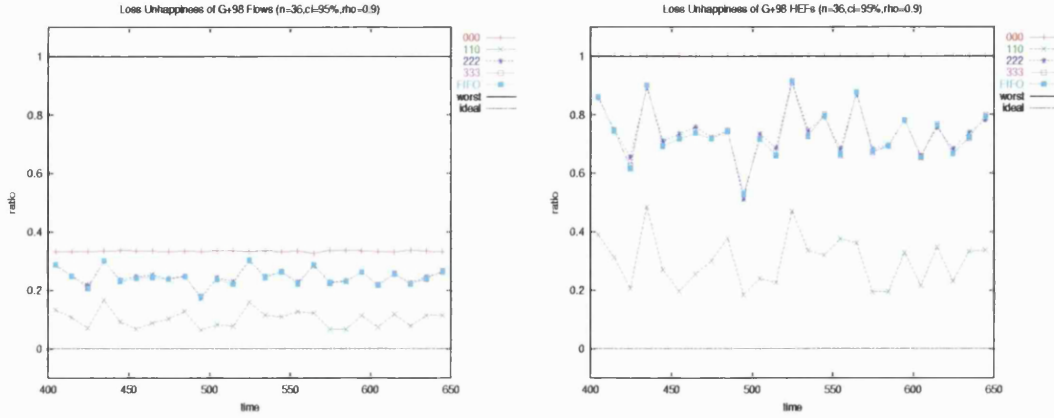 Loss Unhappiness of G+98 Flows (n=36,ci=95%,rho=0.9)
000
110
222
333
FIFO
worst
ideal
1
0.8
0.6
0.4
0.2
0
ratio
400 450 500 550 600 650
time
Loss Unhappiness of G+98 HEFs (n=36,ci=95%,rho=0.9)
000
110
222
333
FIFO
worst
ideal
1
0.8
0.6
0.4
0.2
0
ratio
400 450 500 550 600 650
time